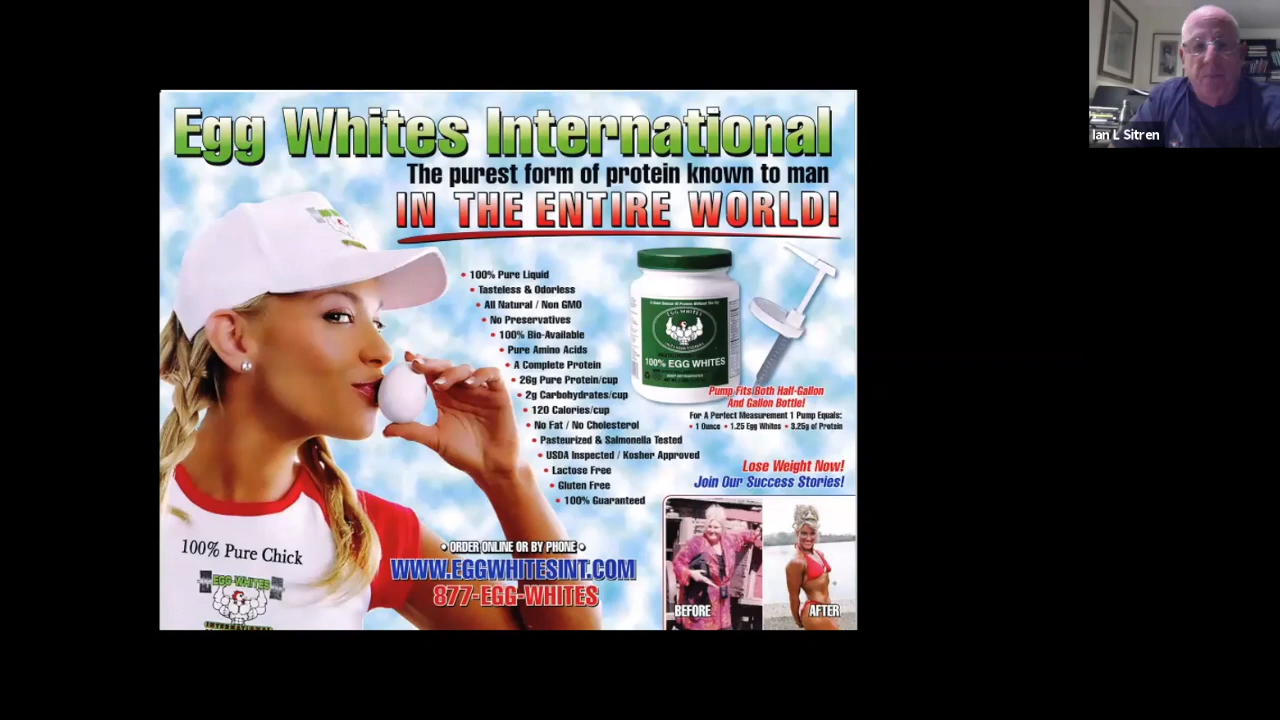 Egg Whites International
The purest form of protein known to man
IN THE ENTIRE WORLD!
• 100% Pure Liquid
• Tasteless & Odorless
• All Natural / Non GMO
• No Preservatives
• 100% Bio-Available
• Pure Amino Acids
• A Complete Protein
• 26g Pure Protein/cup
• 2g Carbohydrates/cup
• 120 Calories/cup
• No Fat / No Cholesterol
• Pasteurized & Salmonella Tested
• USDA Inspected / Kosher Approved
• Lactose Free
• Gluten Free
• 100% Guaranteed
EGG WHITES
100% EGG WHITES
Pump Fits Both Half-Gallon
And Gallon Bottle!
For A Perfect Measurement 1 Pump Equals:
• 1 Ounce • 1.25 Egg Whites • 3.25g of Protein
Lose Weight Now!
Join Our Success Stories!
BEFORE
AFTER
100% Pure Chick
EGG-WHITES
• ORDER ONLINE OR BY PHONE •
WWW.EGGWHITESINT.COM
877-EGG-WHITES
Ian L Sitren